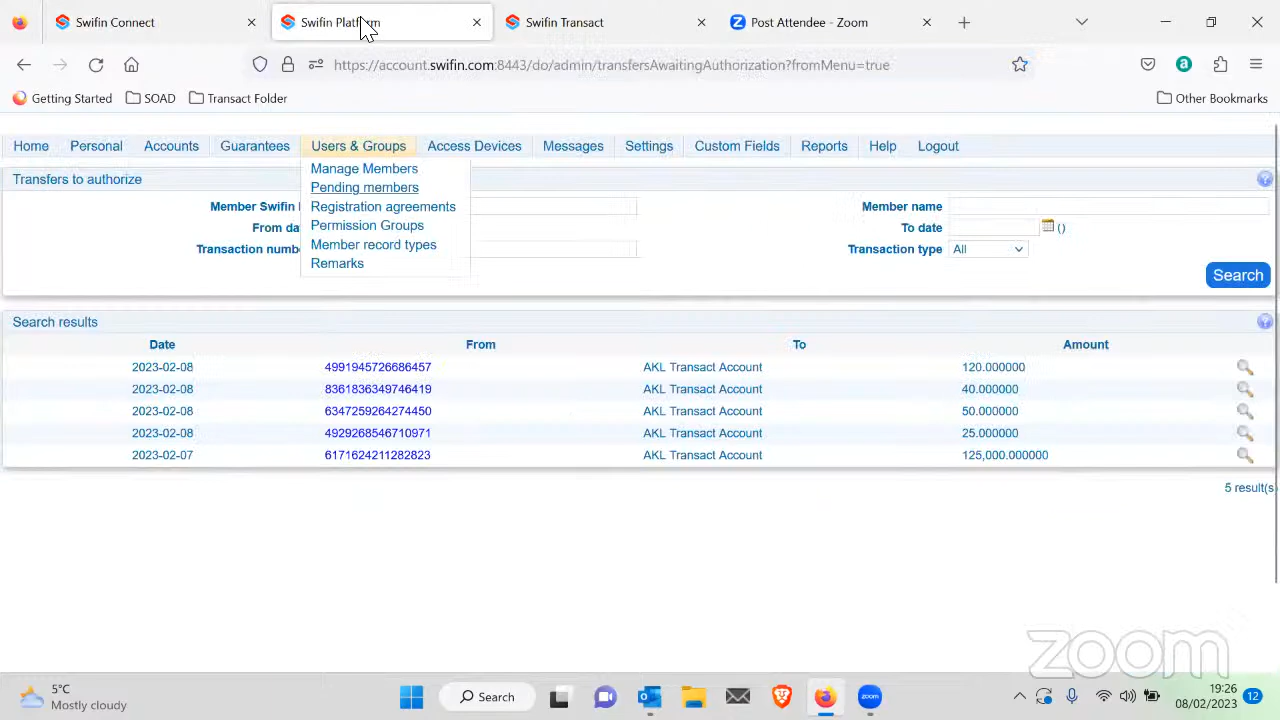 Swifin Connect
Swifin Platform
Swifin Transact
Post Attendee - Zoom
https://account.swifin.com:8443/do/admin/transfersAwaitingAuthorization?fromMenu=true
Getting Started
SOAD
Transact Folder
Other Bookmarks
Home Personal Accounts Guarantees Users & Groups Access Devices Messages Settings Custom Fields Reports Help Logout
Manage Members
Pending members
Registration agreements
Permission Groups
Member record types
Remarks
Transfers to authorize
Member Swifin
Member name
From da
To date ()
Transaction numb
Transaction type All
Search
Search results
Date From To Amount
2023-02-08 4991945726686457 AKL Transact Account 120.000000
2023-02-08 8361836349746419 AKL Transact Account 40.000000
2023-02-08 6347259264274450 AKL Transact Account 50.000000
2023-02-08 4929268546710971 AKL Transact Account 25.000000
2023-02-07 6171624211282823 AKL Transact Account 125,000.000000
5 result(s
zoom
5°C
Mostly cloudy
Search
zoom
19:26
08/02/2023
12